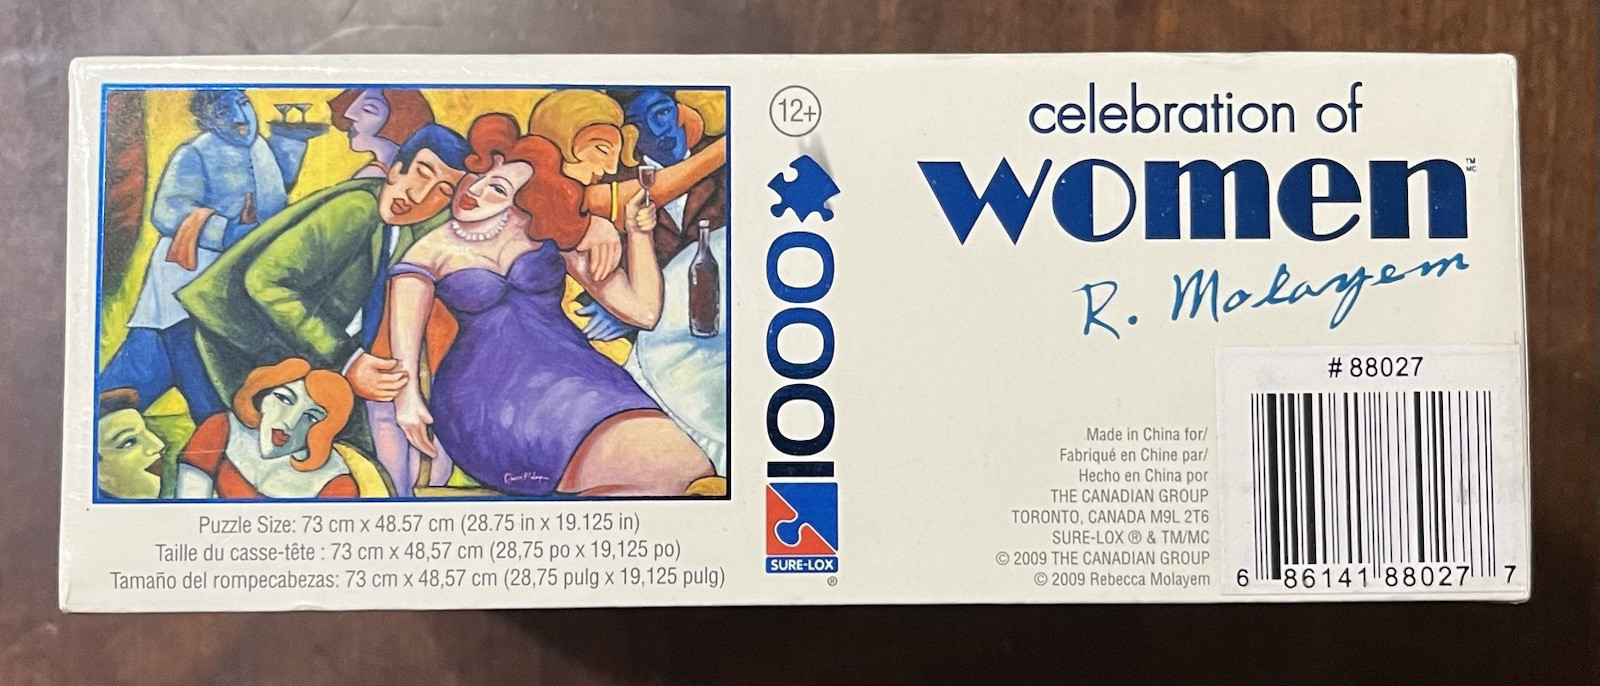 Puzzle Size: 73 cm x 48.57 cm (28.75 in x 19.125 in)
Taille du casse-tête : 73 cm x 48,57 cm (28,75 po x 19,125 po)
Tamaño del rompecabezas: 73 cm x 48,57 cm (28,75 pulg x 19,125 pulg)
12+
1000
SURE-LOX
®
celebration of
women TM MC
R. Molayem
Made in China for/
Fabriqué en Chine par/
Hecho en China por
THE CANADIAN GROUP
TORONTO, CANADA M9L 2T6
SURE-LOX ® & TM/MC
© 2009 THE CANADIAN GROUP
© 2009 Rebecca Molayem
# 88027
6 86141 88027 7